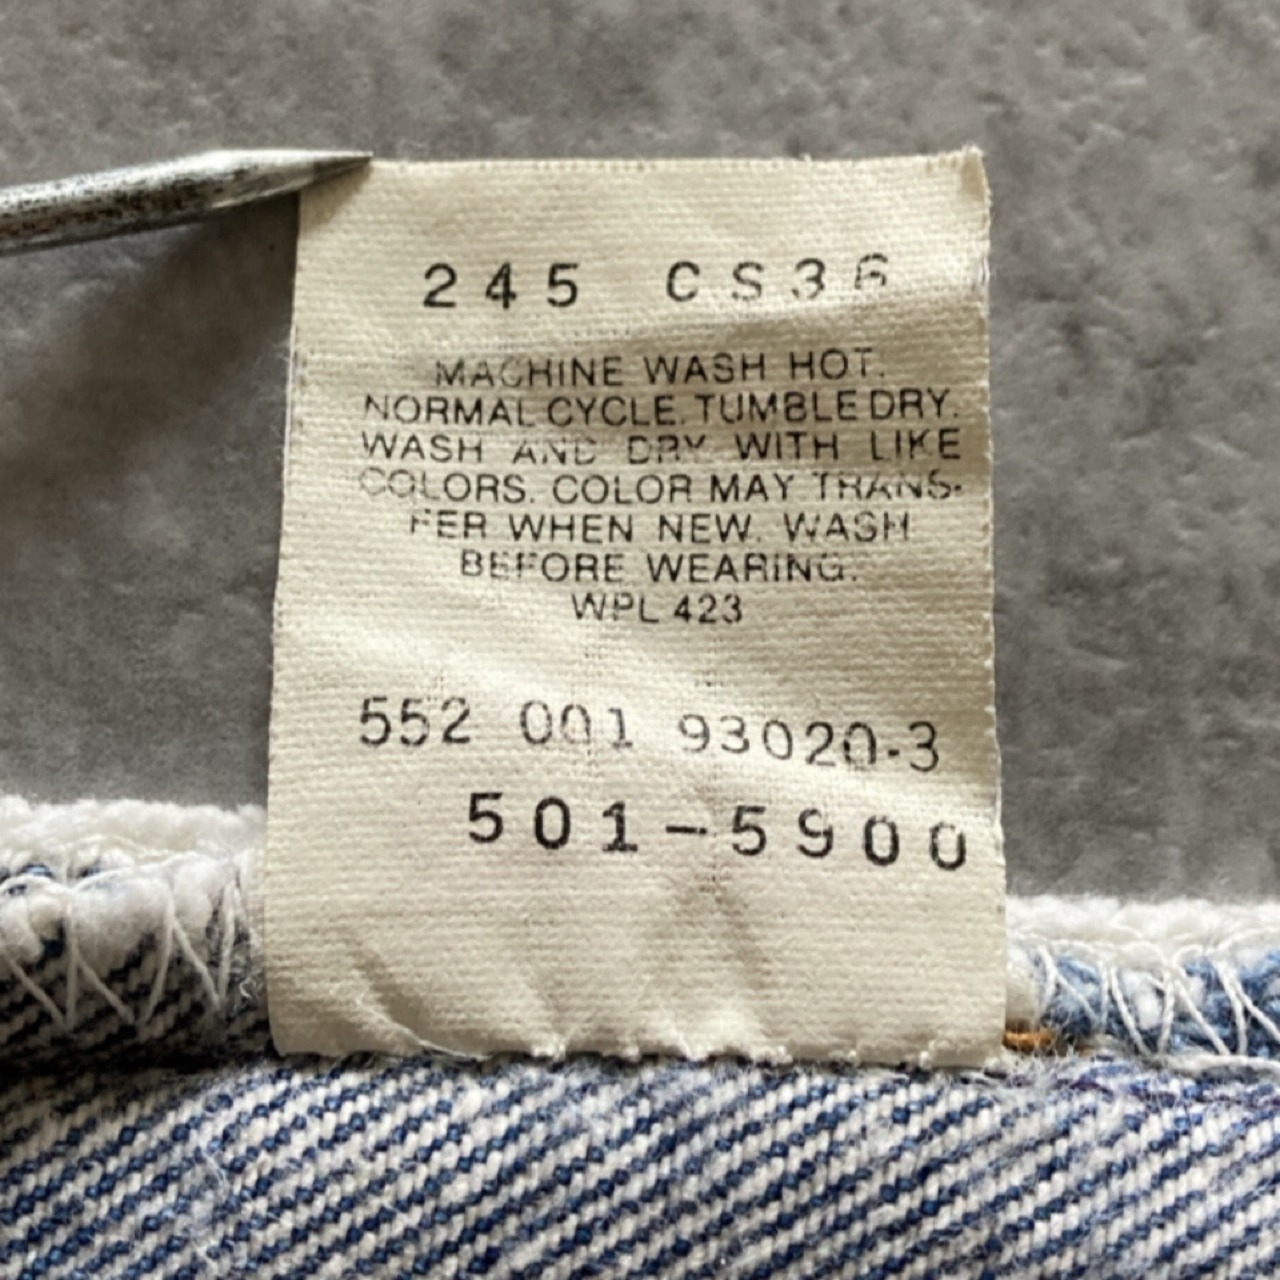 245 CS36
MACHINE WASH HOT.
NORMAL CYCLE. TUMBLE DRY.
WASH AND DRY WITH LIKE
COLORS. COLOR MAY TRANS-
FER WHEN NEW. WASH
BEFORE WEARING.
WPL 423
552 001 93020-3
501-5900